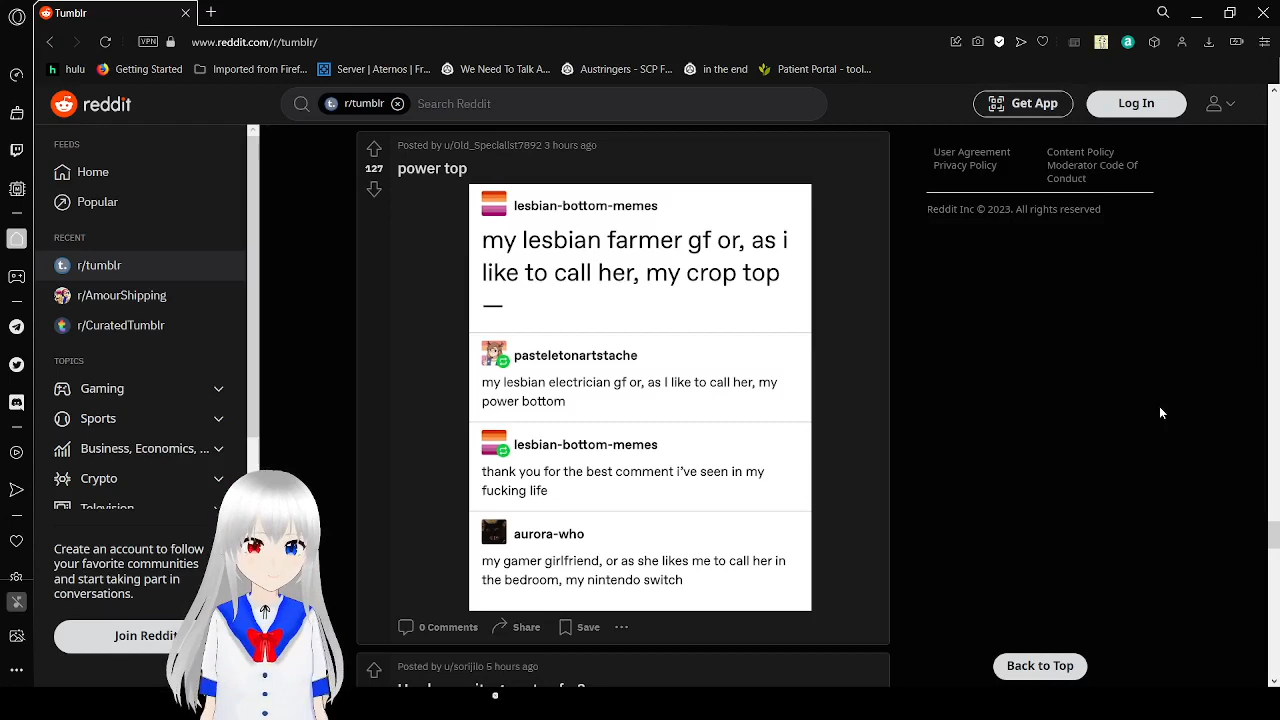 Tumblr
www.reddit.com/r/tumblr/
VPN
hulu
Getting Started
Imported from Firef...
Server | Aternos | Fr...
We Need To Talk A...
Austringers - SCP F...
in the end
Patient Portal - tool...
reddit
r/tumblr
Search Reddit
Get App
Log In
FEEDS
Home
Popular
RECENT
r/tumblr
r/AmourShipping
r/CuratedTumblr
TOPICS
Gaming
Sports
Business, Economics, ...
Crypto
Television
Create an account to follow
your favorite communities
and start taking part in
conversations.
Join Reddit
Posted by u/Old_Specialist7892 3 hours ago
127
power top
lesbian-bottom-memes
my lesbian farmer gf or, as i
like to call her, my crop top
—
pasteletonartstache
my lesbian electrician gf or, as I like to call her, my
power bottom
lesbian-bottom-memes
thank you for the best comment i've seen in my
fucking life
aurora-who
my gamer girlfriend, or as she likes me to call her in
the bedroom, my nintendo switch
0 Comments
Share
Save
Posted by u/sorijilo 5 hours ago
User Agreement
Privacy Policy
Content Policy
Moderator Code Of
Conduct
Reddit Inc © 2023. All rights reserved
Back to Top